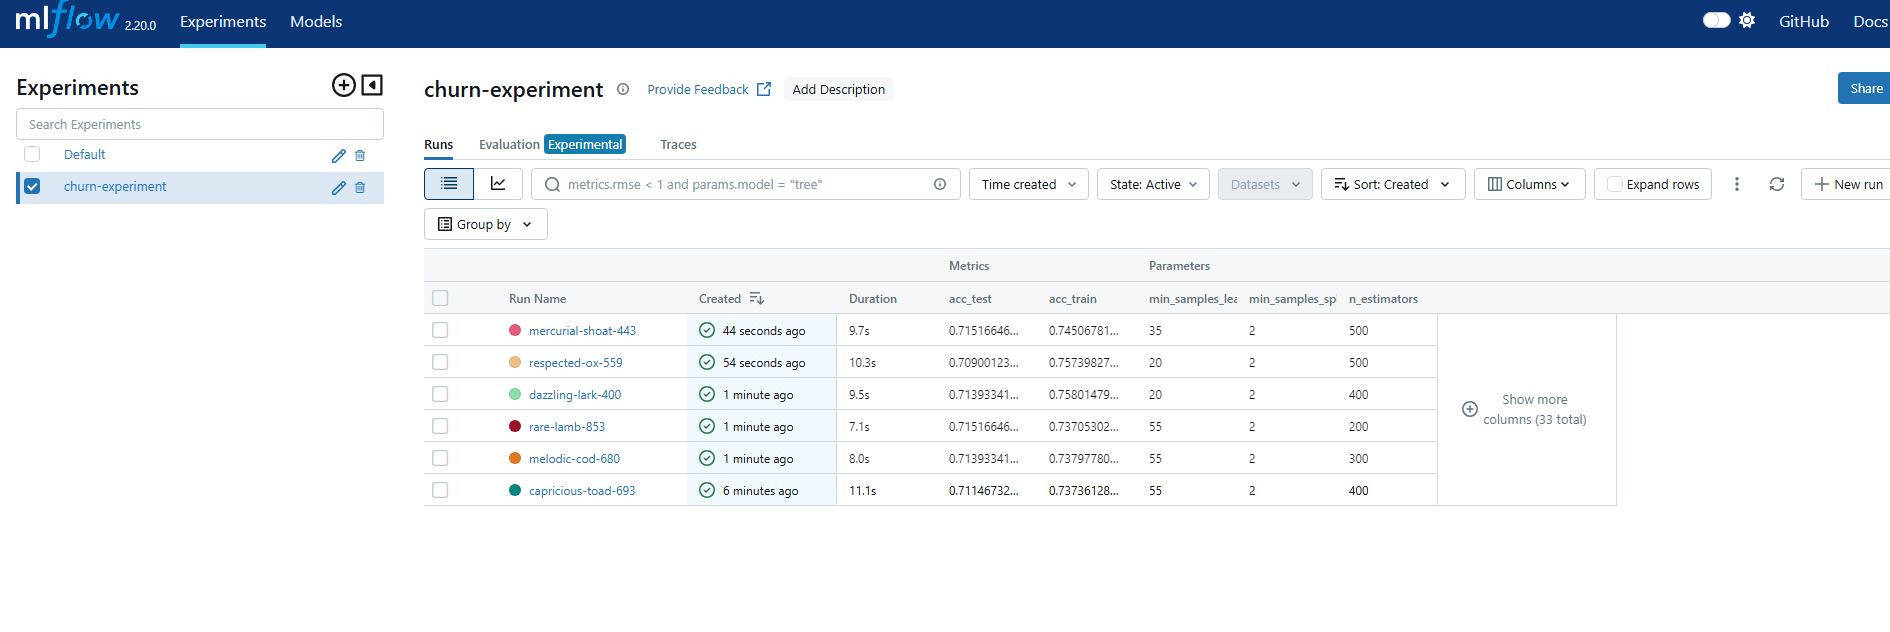 mlflow 2.20.0 Experiments Models GitHub Docs
Experiments
Search Experiments
Default
churn-experiment
churn-experiment Provide Feedback Add Description Share
Runs Evaluation Experimental Traces
metrics.rmse < 1 and params.model = "tree" Time created State: Active Datasets Sort: Created Columns Expand rows New run
Group by
Metrics Parameters
Run Name Created Duration acc_test acc_train min_samples_lea min_samples_sp n_estimators
mercurial-shoat-443 44 seconds ago 9.7s 0.71516646... 0.74506781... 35 2 500
respected-ox-559 54 seconds ago 10.3s 0.70900123... 0.75739827... 20 2 500
dazzling-lark-400 1 minute ago 9.5s 0.71393341... 0.75801479... 20 2 400
rare-lamb-853 1 minute ago 7.1s 0.71516646... 0.73705302... 55 2 200
melodic-cod-680 1 minute ago 8.0s 0.71393341... 0.73797780... 55 2 300
capricious-toad-693 6 minutes ago 11.1s 0.71146732... 0.73736128... 55 2 400
Show more
columns (33 total)